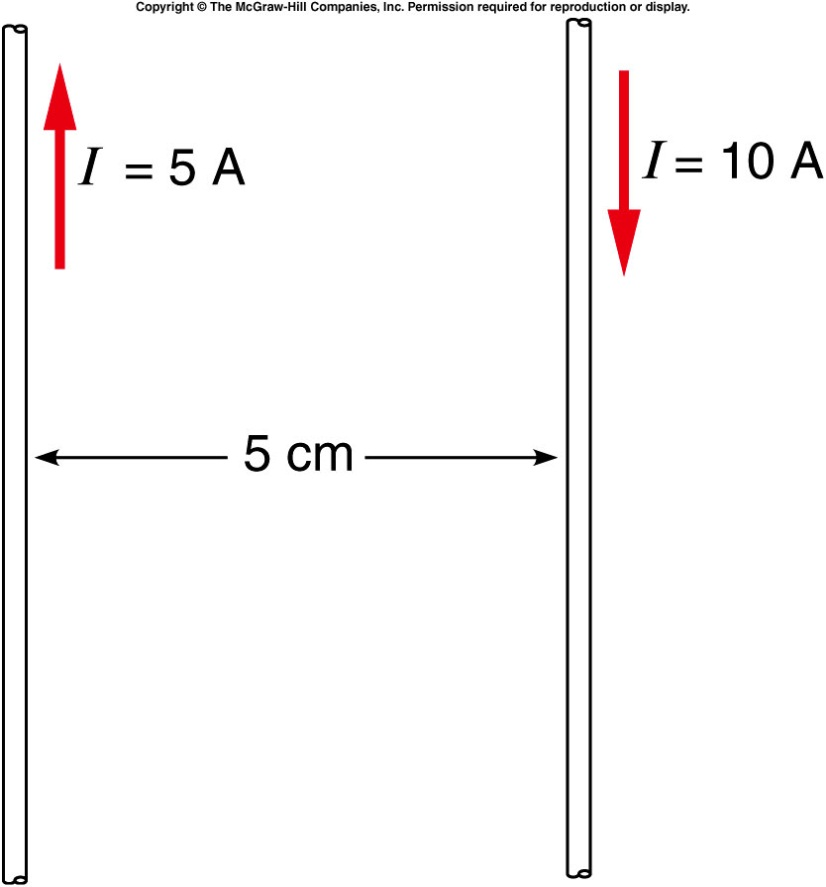 Copyright © The McGraw-Hill Companies, Inc. Permission required for reproduction or display.
I = 5 A
I = 10 A
5 cm